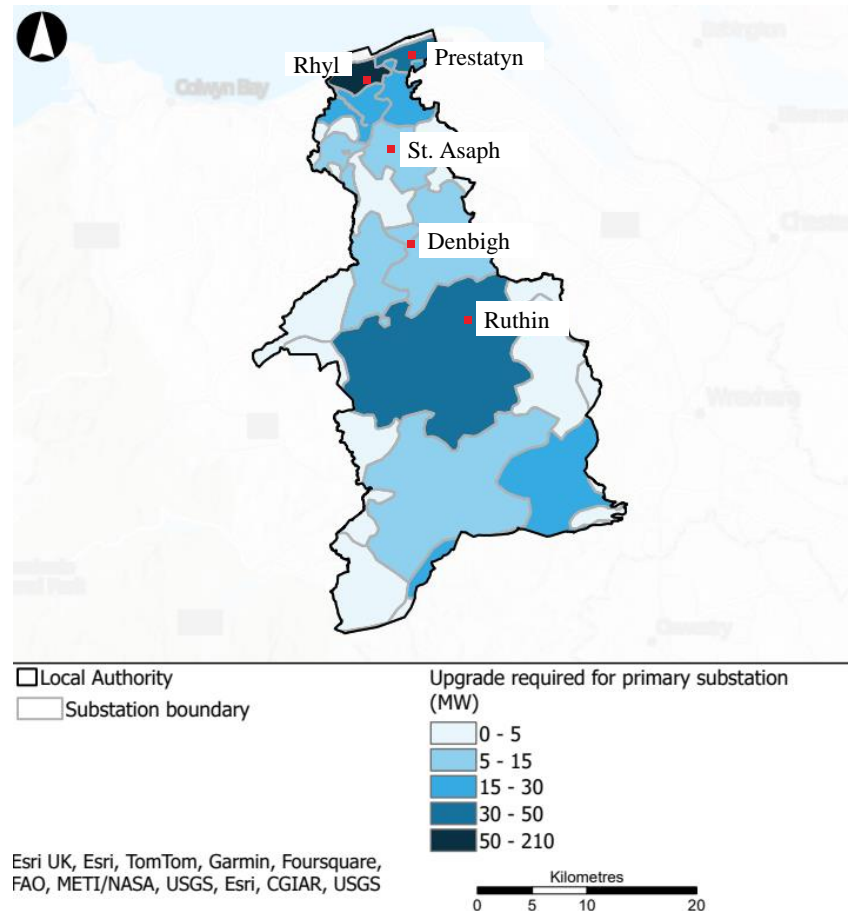 Rhyl
Prestatyn
Colwyn Bay
St. Asaph
Denbigh
Ruthin
Wrexham
Oswestry
Local Authority
Substation boundary
Upgrade required for primary substation
(MW)
0 - 5
5 - 15
15 - 30
30 - 50
50 - 210
Esri UK, Esri, TomTom, Garmin, Foursquare,
FAO, METI/NASA, USGS, Esri, CGIAR, USGS
Kilometres
0 5 10 20